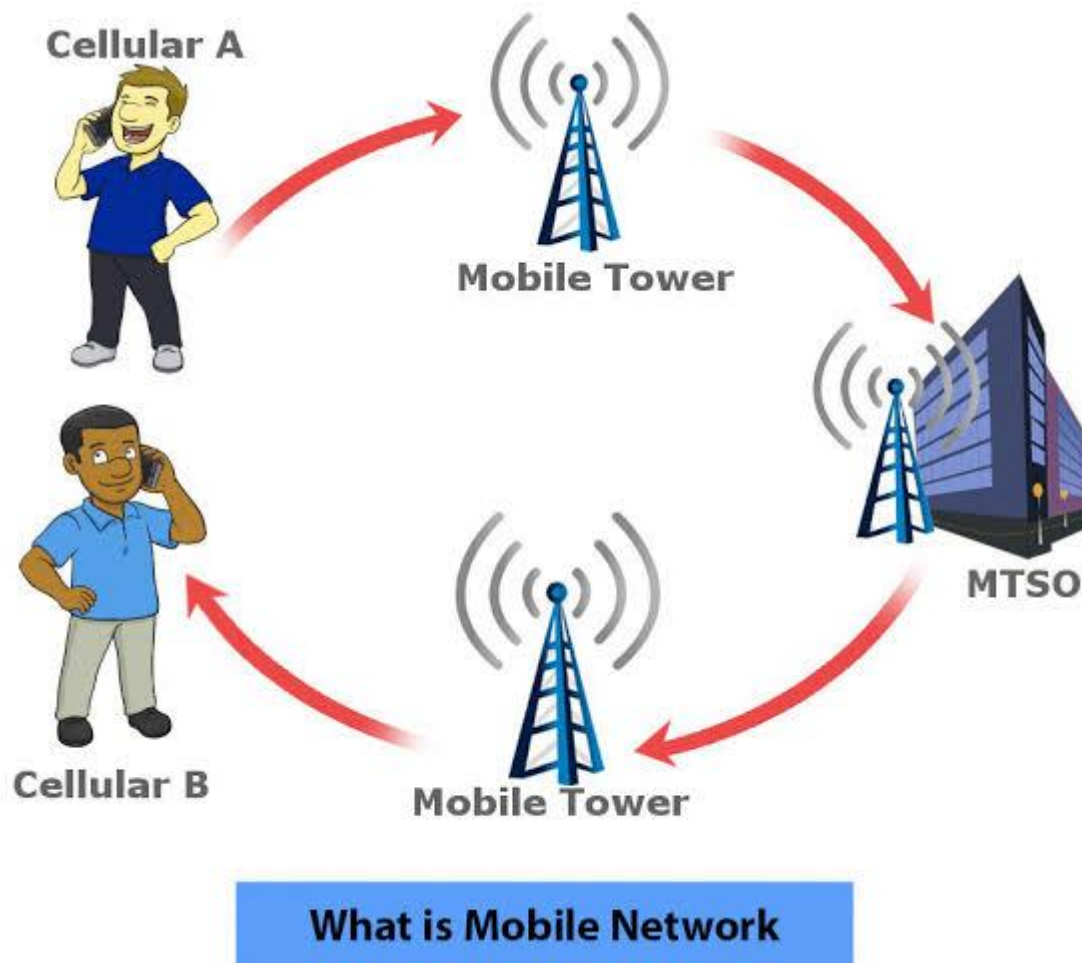 Cellular A
Mobile Tower
MTSO
Cellular B
Mobile Tower
What is Mobile Network